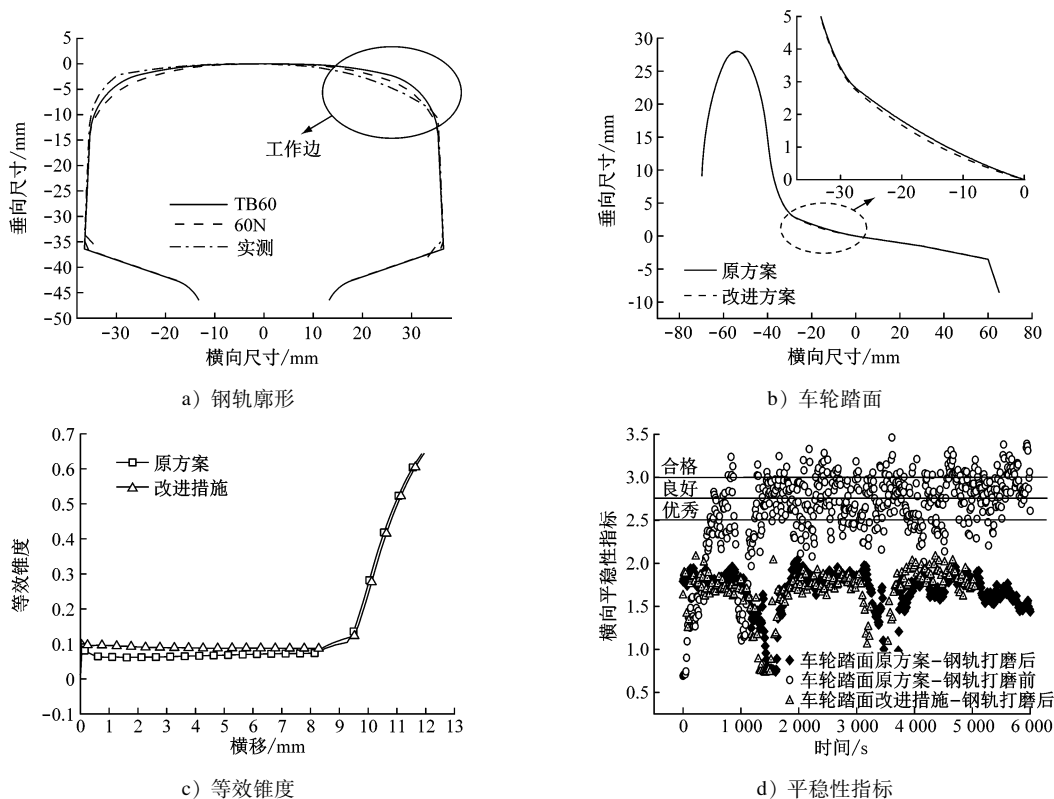 5
0
-5
-10
-15
-20
-25
-30
-35
-40
-45
-50
垂向尺寸/mm
工作边
TB60
60N
实测
-30 -20 -10 0 10 20 30
横向尺寸/mm
a）钢轨廓形
30
25
20
15
10
5
0
-5
-10
垂向尺寸/mm
5
4
3
2
1
0
-30 -20 -10 0
原方案
改进方案
-80 -60 -40 -20 0 20 40 60 80
横向尺寸/mm
b）车轮踏面
0.7
0.6
0.5
0.4
0.3
0.2
0.1
0
-0.1
等效锥度
原方案
改进措施
0 1 2 3 4 5 6 7 8 9 10 11 12 13
横移/mm
c）等效锥度
3.5
3.0
2.5
2.0
1.5
1.0
0.5
横向平稳性指标
合格
良好
优秀
车轮踏面原方案-钢轨打磨后
车轮踏面原方案-钢轨打磨前
车轮踏面改进措施-钢轨打磨后
0 1 000 2 000 3 000 4 000 5 000 6 000
时间/s
d）平稳性指标